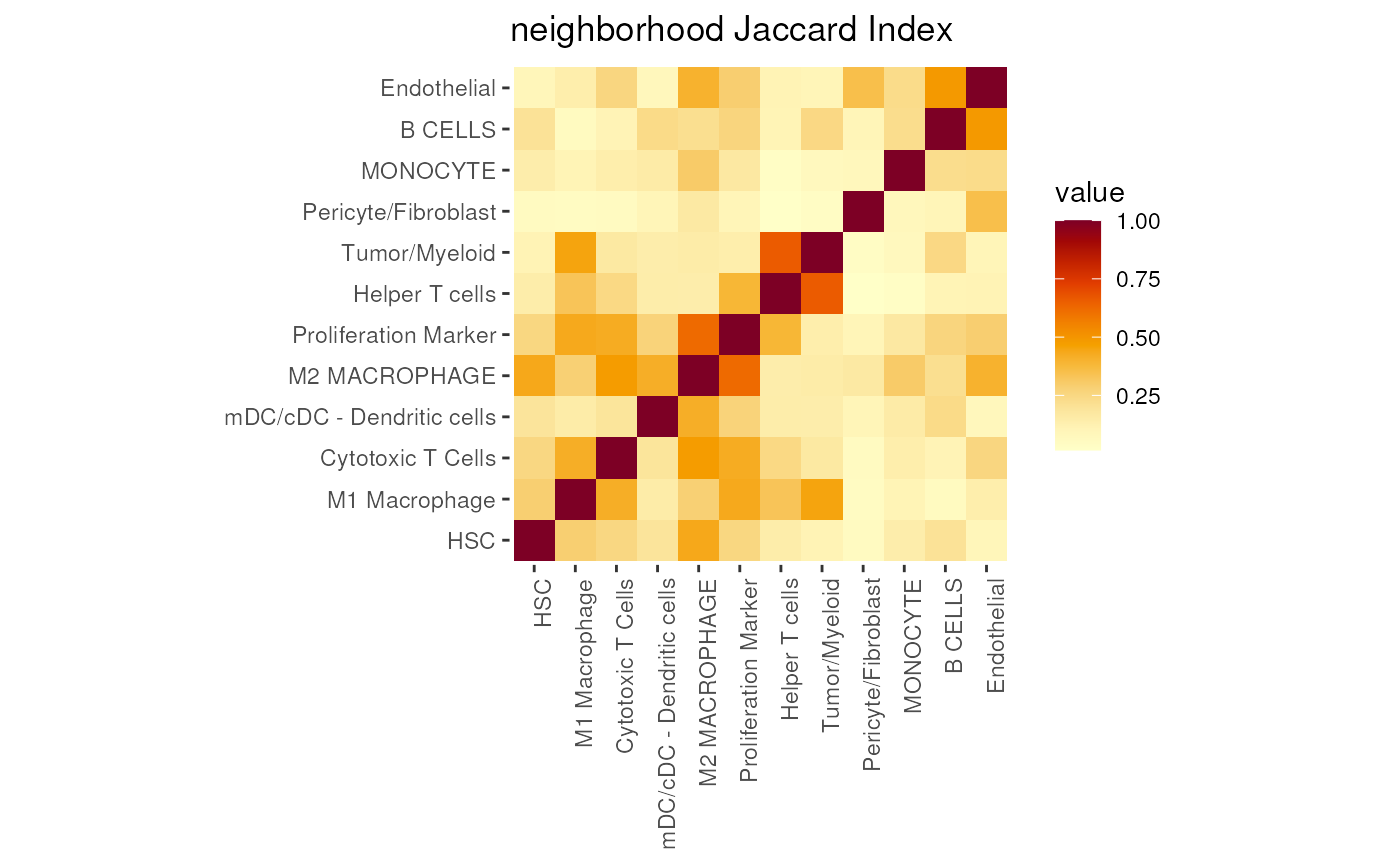 neighborhood Jaccard Index
Endothelial
B CELLS
MONOCYTE
Pericyte/Fibroblast
Tumor/Myeloid
Helper T cells
Proliferation Marker
M2 MACROPHAGE
mDC/cDC - Dendritic cells
Cytotoxic T Cells
M1 Macrophage
HSC
HSC
M1 Macrophage
Cytotoxic T Cells
mDC/cDC - Dendritic cells
M2 MACROPHAGE
Proliferation Marker
Helper T cells
Tumor/Myeloid
Pericyte/Fibroblast
MONOCYTE
B CELLS
Endothelial
value
1.00
0.75
0.50
0.25